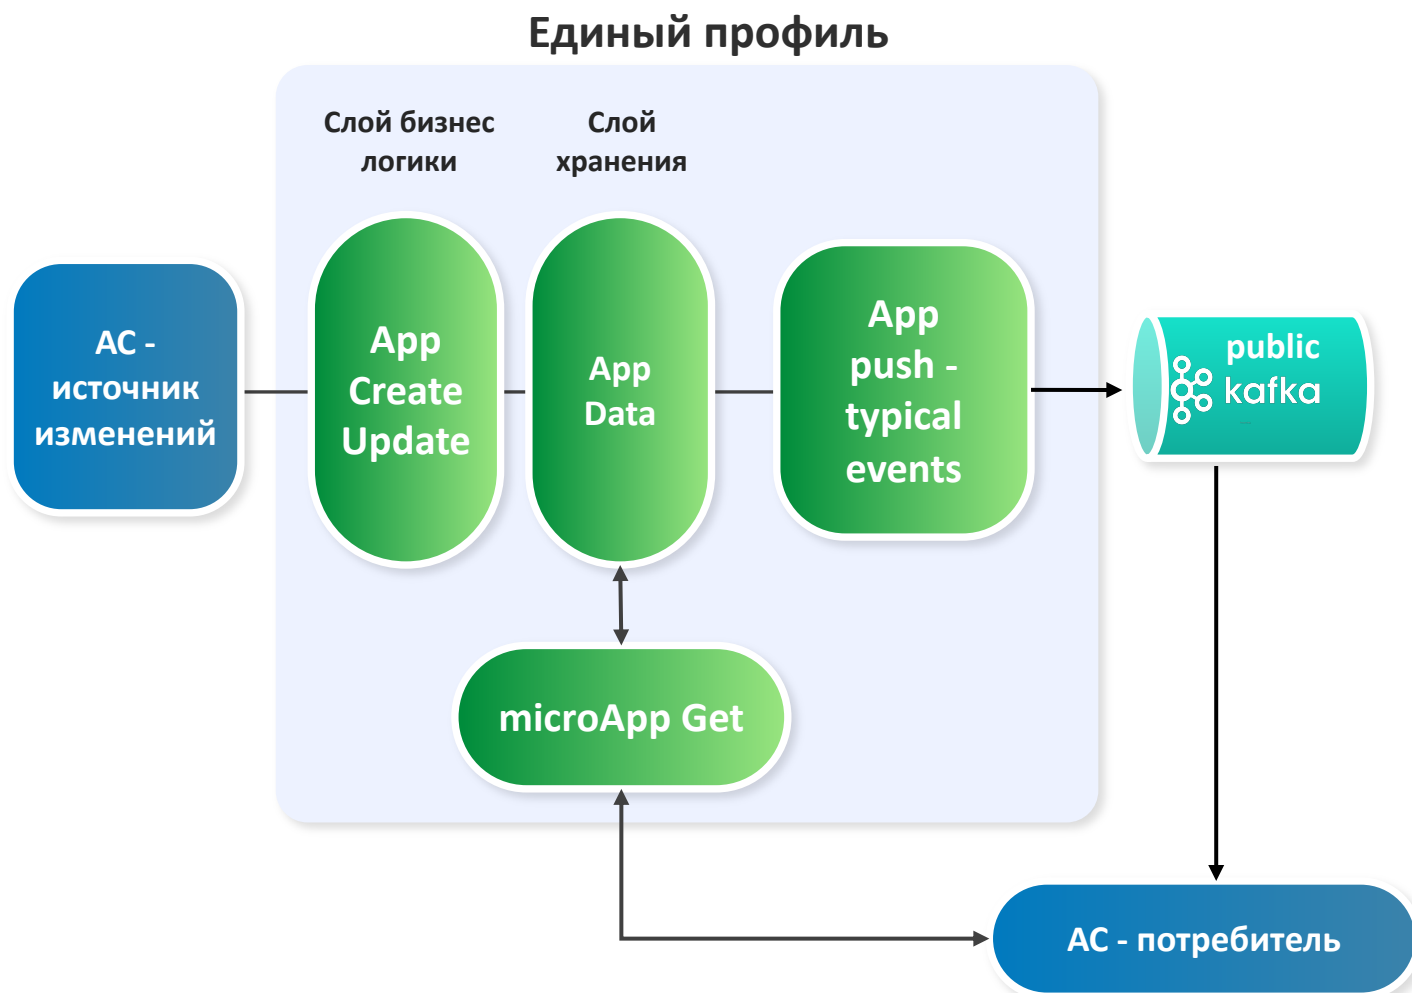 Единый профиль
Слой бизнес
логики
Слой
хранения
АС -
источник
изменений
App
Create
Update
App
Data
App
push -
typical
events
public
kafka
microApp Get
АС - потребитель